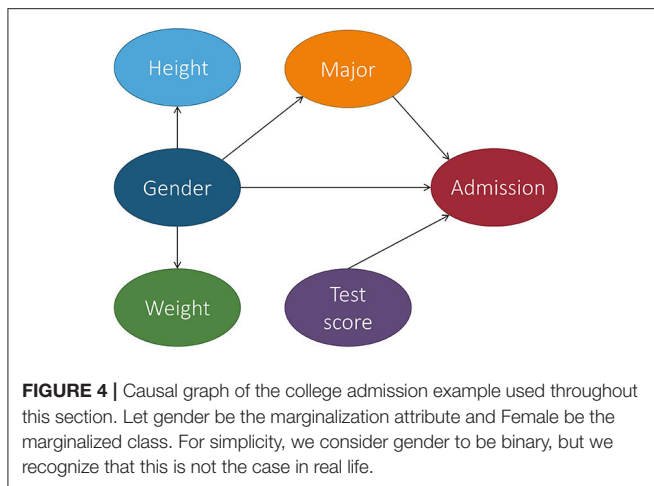 Height
Major
Gender
Admission
Weight
Test
score
FIGURE 4 | Causal graph of the college admission example used throughout
this section. Let gender be the marginalization attribute and Female be the
marginalized class. For simplicity, we consider gender to be binary, but we
recognize that this is not the case in real life.